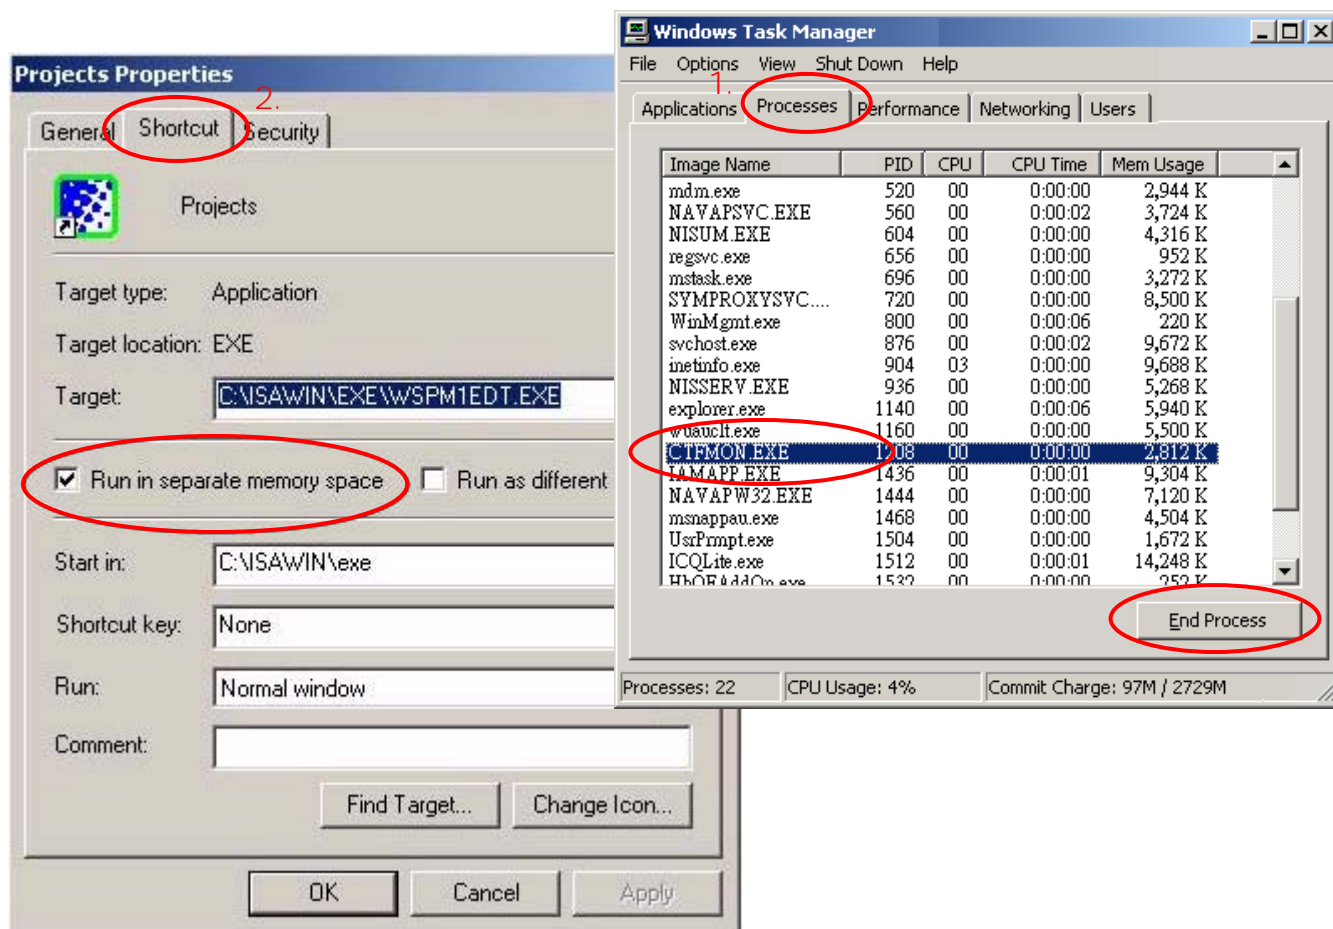 Projects Properties
2.
General Shortcut Security
Projects
Target type: Application
Target location: EXE
Target: C:\ISAWIN\EXE\WSPM1EDT.EXE
Run in separate memory space Run as different
Start in: C:\ISAWIN\exe
Shortcut key: None
Run: Normal window
Comment:
Find Target... Change Icon...
OK Cancel Apply
Windows Task Manager
File Options View Shut Down Help
1.
Applications Processes Performance Networking Users
Image Name PID CPU CPU Time Mem Usage
mdm.exe 520 00 0:00:00 2,944 K
NAVAPSVC.EXE 560 00 0:00:02 3,724 K
NISUM.EXE 604 00 0:00:00 4,316 K
regsvc.exe 656 00 0:00:00 952 K
mstask.exe 696 00 0:00:00 3,272 K
SYMPROXYSVC.... 720 00 0:00:00 8,500 K
WinMgmt.exe 800 00 0:00:06 220 K
svchost.exe 876 00 0:00:02 9,672 K
inetinfo.exe 904 03 0:00:00 9,688 K
NISSERV.EXE 936 00 0:00:00 5,268 K
explorer.exe 1140 00 0:00:06 5,940 K
wuauclt.exe 1160 00 0:00:00 5,500 K
CTFMON.EXE 1208 00 0:00:00 2,812 K
IAMAPP.EXE 1436 00 0:00:01 9,304 K
NAVAPW32.EXE 1444 00 0:00:00 7,120 K
msnappau.exe 1468 00 0:00:00 4,504 K
UsrPrmpt.exe 1504 00 0:00:00 1,672 K
ICQLite.exe 1512 00 0:00:01 14,248 K
1532 00 0:00:00 252 K
End Process
Processes: 22 CPU Usage: 4% Commit Charge: 97M / 2729M